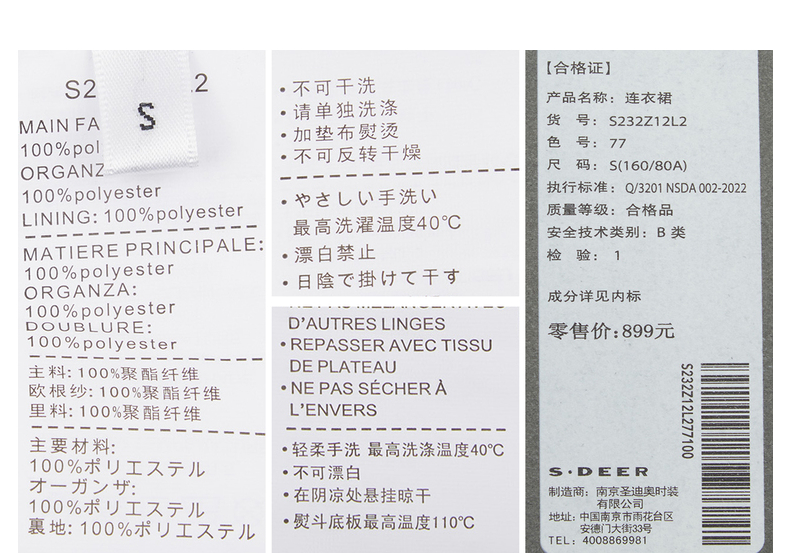 S
MAIN FA
100%pol
ORGANZ
100%polyester
LINING: 100%polyester
MATIERE PRINCIPALE:
100%polyester
ORGANZA:
100%polyester
DOUBLURE:
100%polyester
主料: 100%聚酯纤维
欧根纱: 100%聚酯纤维
里料: 100%聚酯纤维
主要材料:
100%ポリエステル
オーガンザ:
100%ポリエステル
裏地: 100%ポリエステル
• 不可干洗
• 请单独洗涤
• 加垫布熨烫
• 不可反转干燥
• やさしい手洗い
最高洗濯温度40℃
• 漂白禁止
• 日陰で掛けて干す
D'AUTRES LINGES
• REPASSER AVEC TISSU
DE PLATEAU
• NE PAS SÉCHER À
L'ENVERS
• 轻柔手洗 最高洗涤温度40℃
• 不可漂白
• 在阴凉处悬挂晾干
• 熨斗底板最高温度110℃
【合格证】
产品名称: 连衣裙
货 号: S232Z12L2
色 号: 77
尺 码: S(160/80A)
执行标准: Q/3201 NSDA 002-2022
质量等级: 合格品
安全技术类别: B 类
检 验: 1
成分详见内标
零售价: 899元
S232Z12L277100
S·DEER
制造商: 南京圣迪奥时装
有限公司
地址: 中国南京市雨花台区
安德门大街33号
TEL: 4008869981